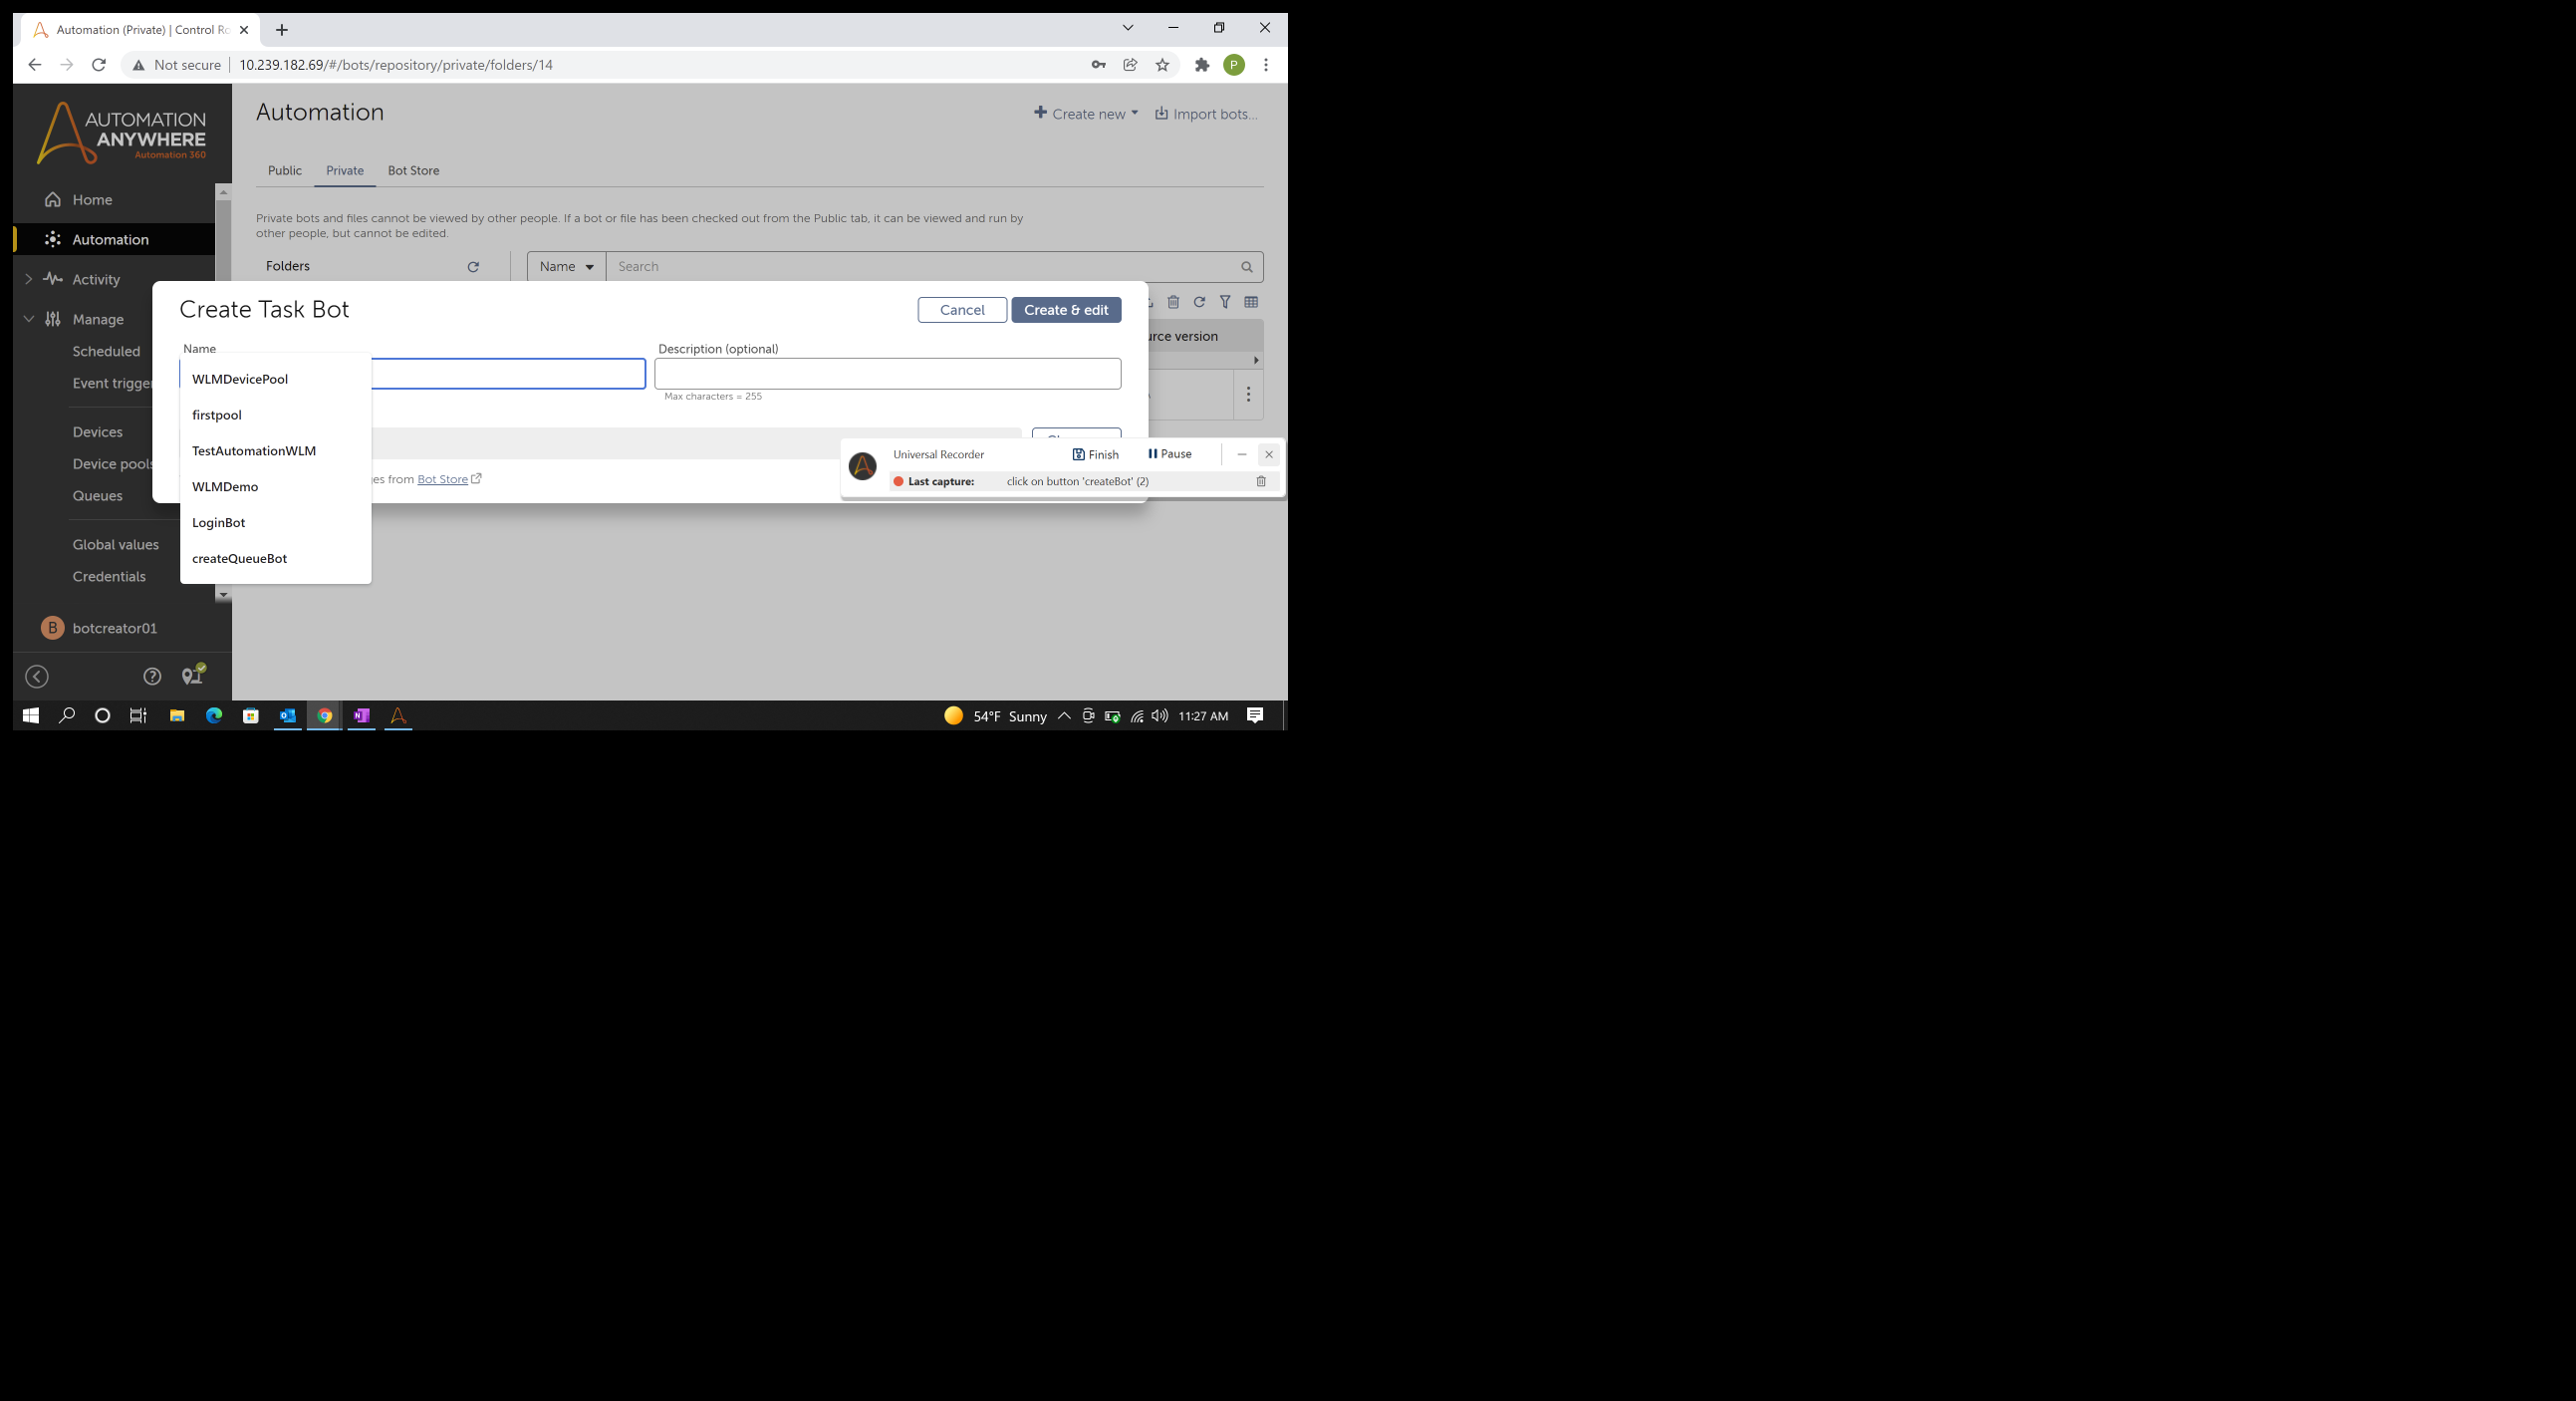 Automation (Private) | Control Ro
Not secure
10.239.182.69/#/bots/repository/private/folders/14
P
AUTOMATION
ANYWHERE
Automation 360
Home
Automation
Activity
Manage
Scheduled
Event trigger
Devices
Device pools
Queues
Global values
Credentials
B botcreator01
Automation
Create new
Import bots...
Public
Private
Bot Store
Private bots and files cannot be viewed by other people. If a bot or file has been checked out from the Public tab, it can be viewed and run by
other people, but cannot be edited.
Folders
Name
Search
urce version
Create Task Bot
Cancel
Create & edit
Name
Description (optional)
Max characters = 255
WLMDevicePool
firstpool
TestAutomationWLM
WLMDemo
LoginBot
createQueueBot
es from Bot Store
Universal Recorder
Finish
Pause
Last capture:
click on button 'createBot' (2)
54°F Sunny
11:27 AM